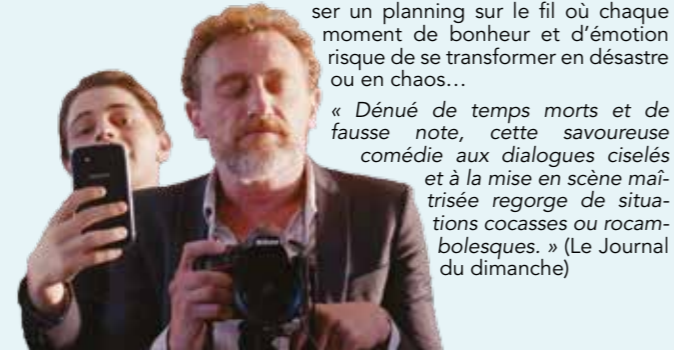 ser un planning sur le fil où chaque
moment de bonheur et d’émotion
risque de se transformer en désastre
ou en chaos…
« Dénué de temps morts et de
fausse note, cette savoureuse
comédie aux dialogues ciselés
et à la mise en scène maî-
trisée regorge de situa-
tions cocasses ou rocam-
bolesques. » (Le Journal
du dimanche)